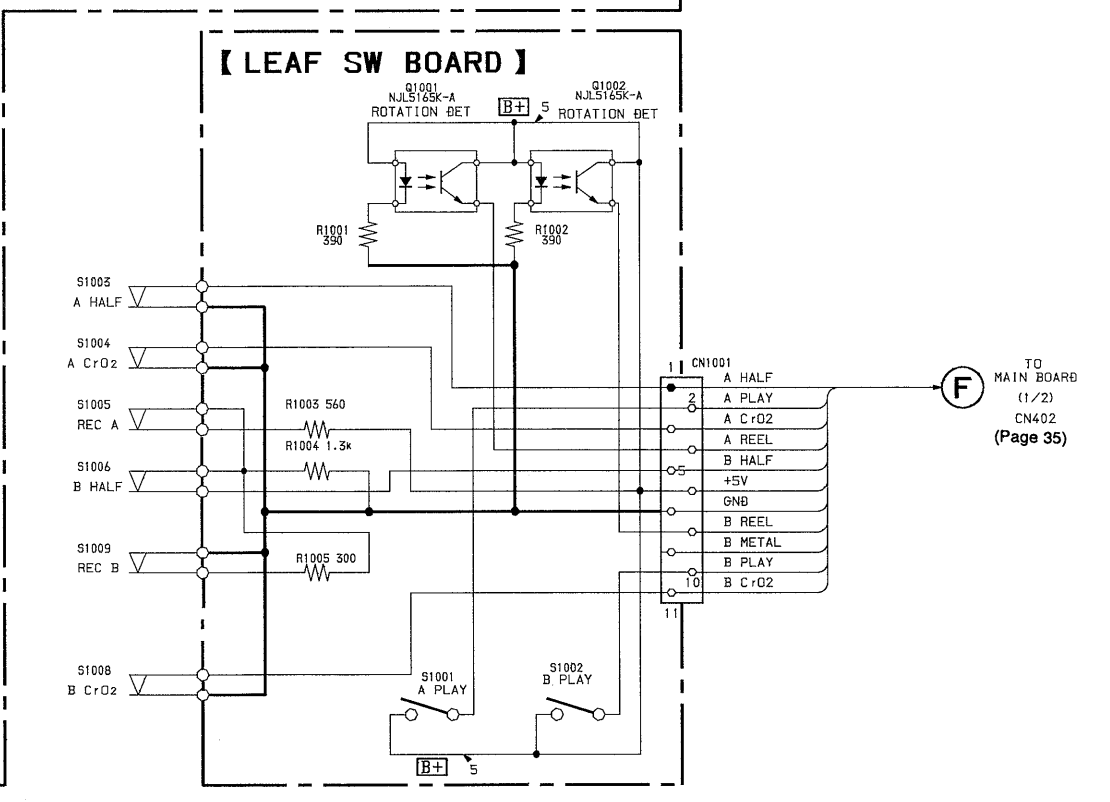 【 LEAF SW BOARD 】
Q1001
NJL5165K-A
ROTATION DET
B+
5
Q1002
NJL5165K-A
ROTATION DET
R1001
390
R1002
390
S1003
A HALF
S1004
A CrO2
S1005
REC A
S1006
B HALF
S1009
REC B
S1008
B CrO2
R1003 560
R1004 1.3k
R1005 300
CN1001
1
2
5
10
11
A HALF
A PLAY
A CrO2
A REEL
B HALF
+5V
GND
B REEL
B METAL
B PLAY
B CrO2
F
TO
MAIN BOARD
(1/2)
CN402
(Page 35)
S1001
A PLAY
S1002
B PLAY
B+
5